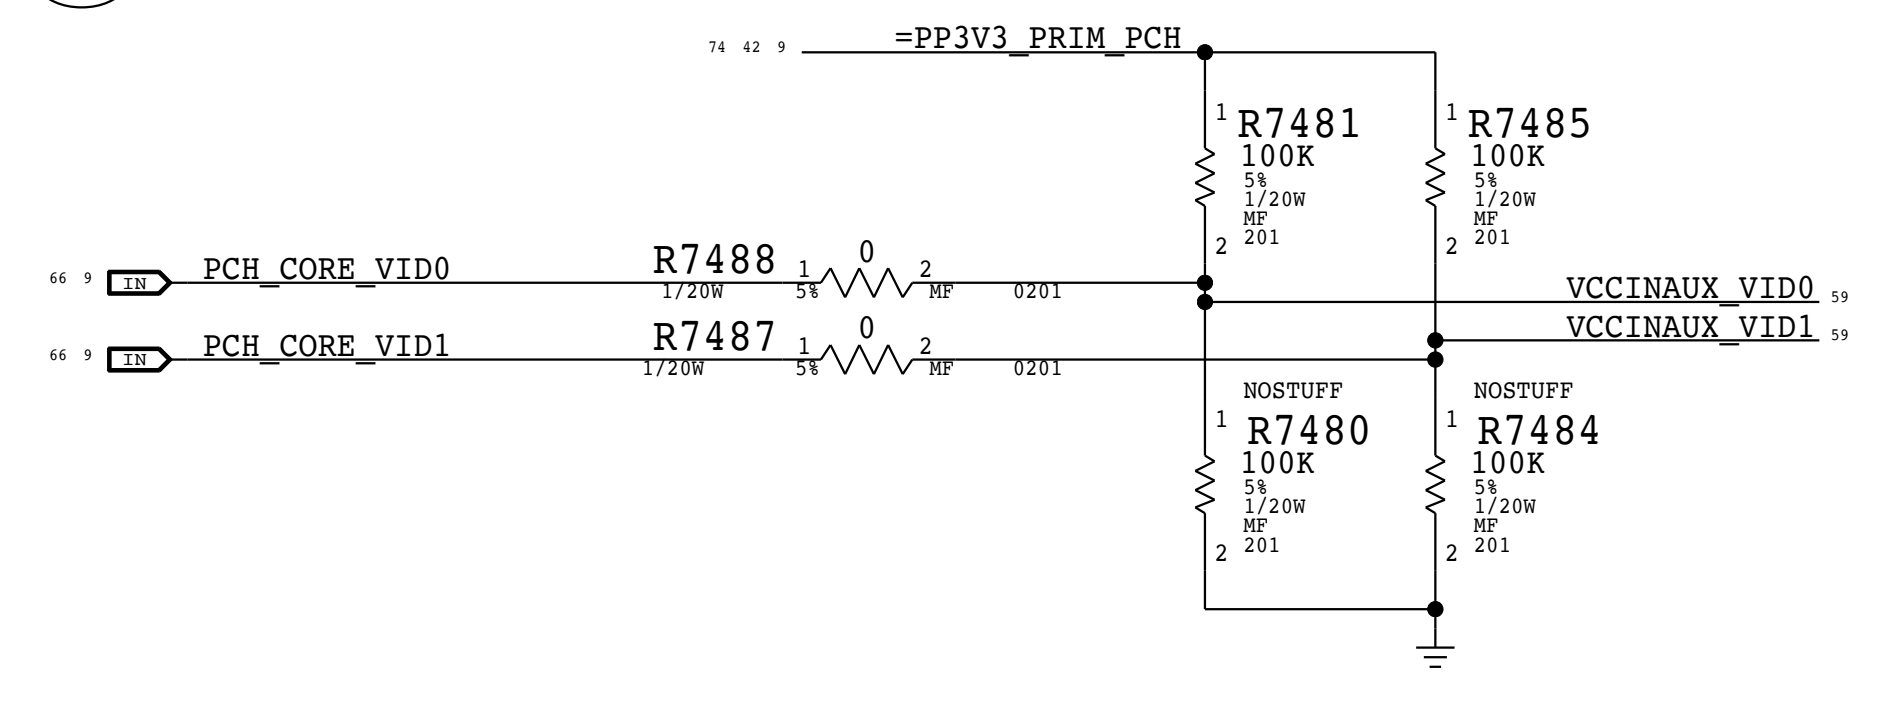 74 42 9 =PP3V3_PRIM_PCH
1 R7481
100K
5%
1/20W
MF
2 201
1 R7485
100K
5%
1/20W
MF
2 201
66 9 IN PCH_CORE_VID0 R7488 1 0 2
1/20W 5% MF 0201
VCCINAUX_VID0 59
66 9 IN PCH_CORE_VID1 R7487 1 0 2
1/20W 5% MF 0201
VCCINAUX_VID1 59
NOSTUFF
1 R7480
100K
5%
1/20W
MF
2 201
NOSTUFF
1 R7484
100K
5%
1/20W
MF
2 201